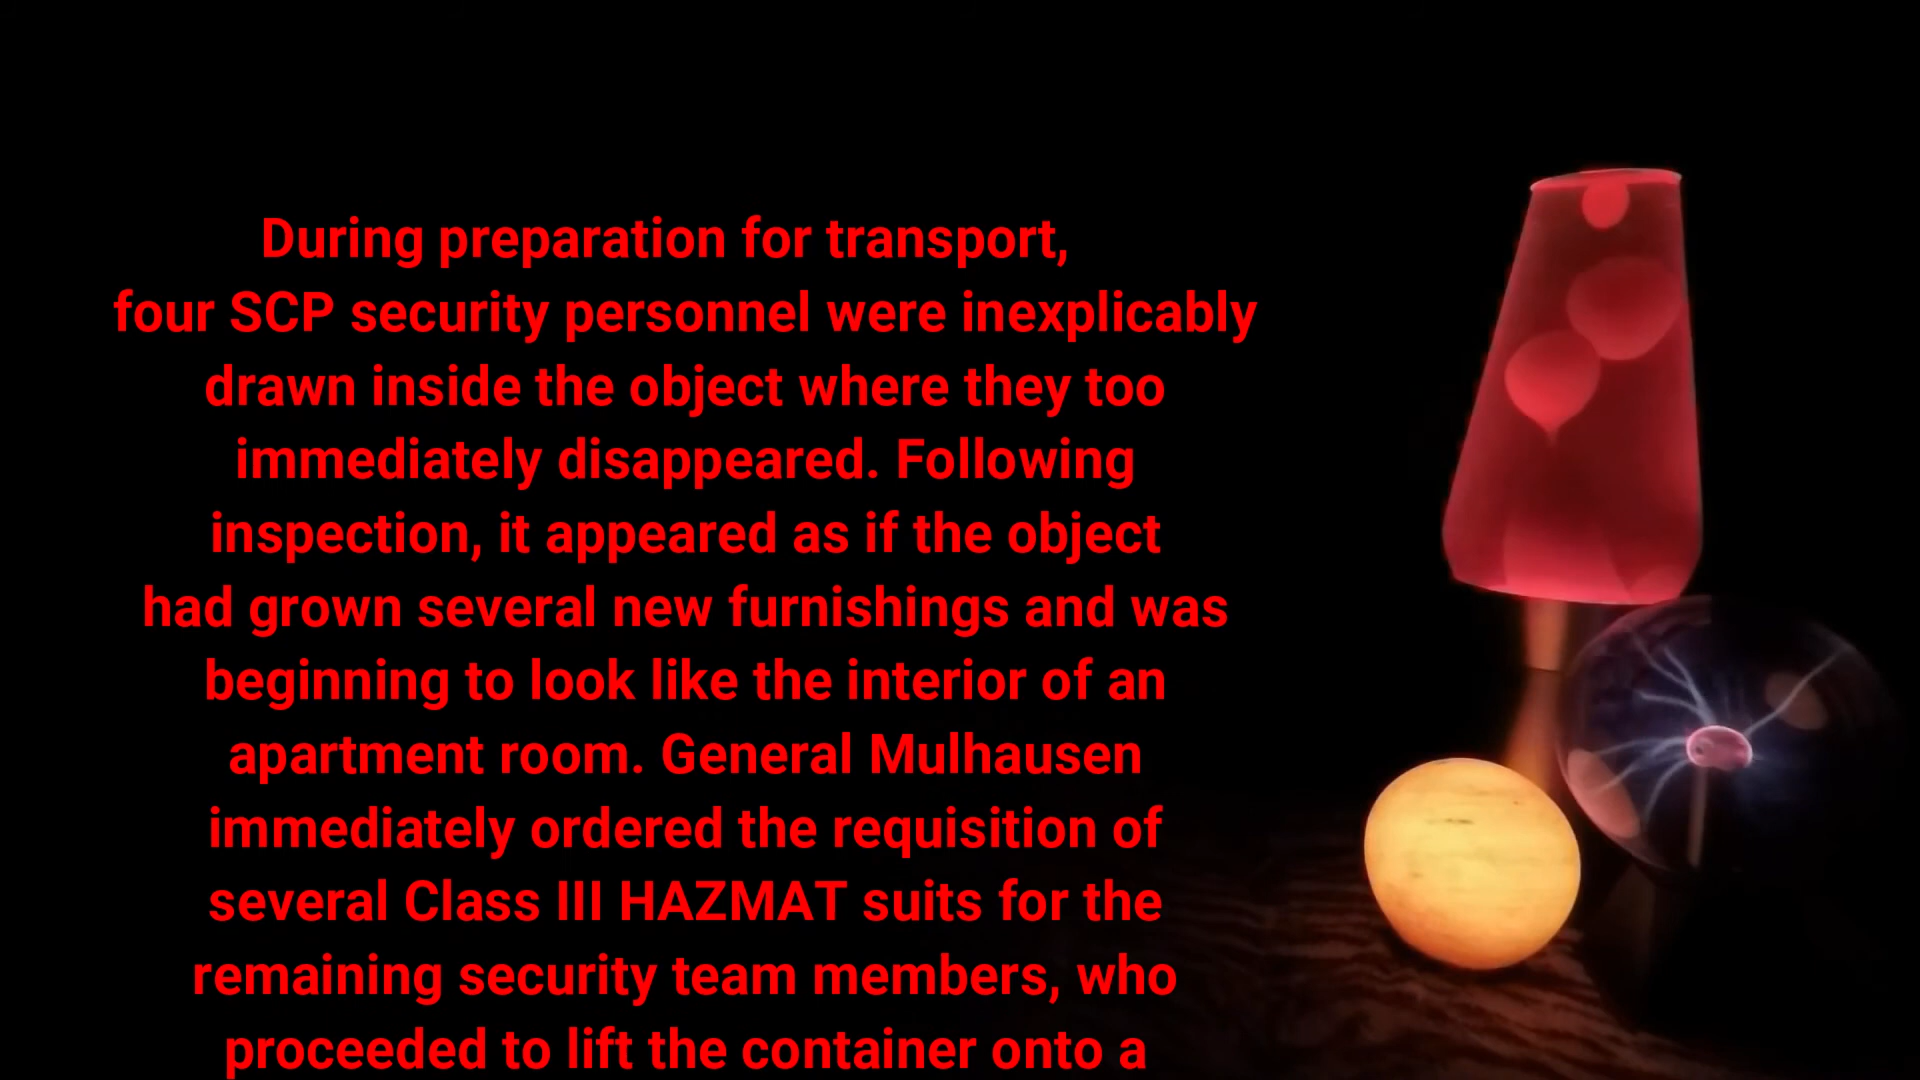 During preparation for transport,
four SCP security personnel were inexplicably
drawn inside the object where they too
immediately disappeared. Following
inspection, it appeared as if the object
had grown several new furnishings and was
beginning to look like the interior of an
apartment room. General Mulhausen
immediately ordered the requisition of
several Class III HAZMAT suits for the
remaining security team members, who
proceeded to lift the container onto a